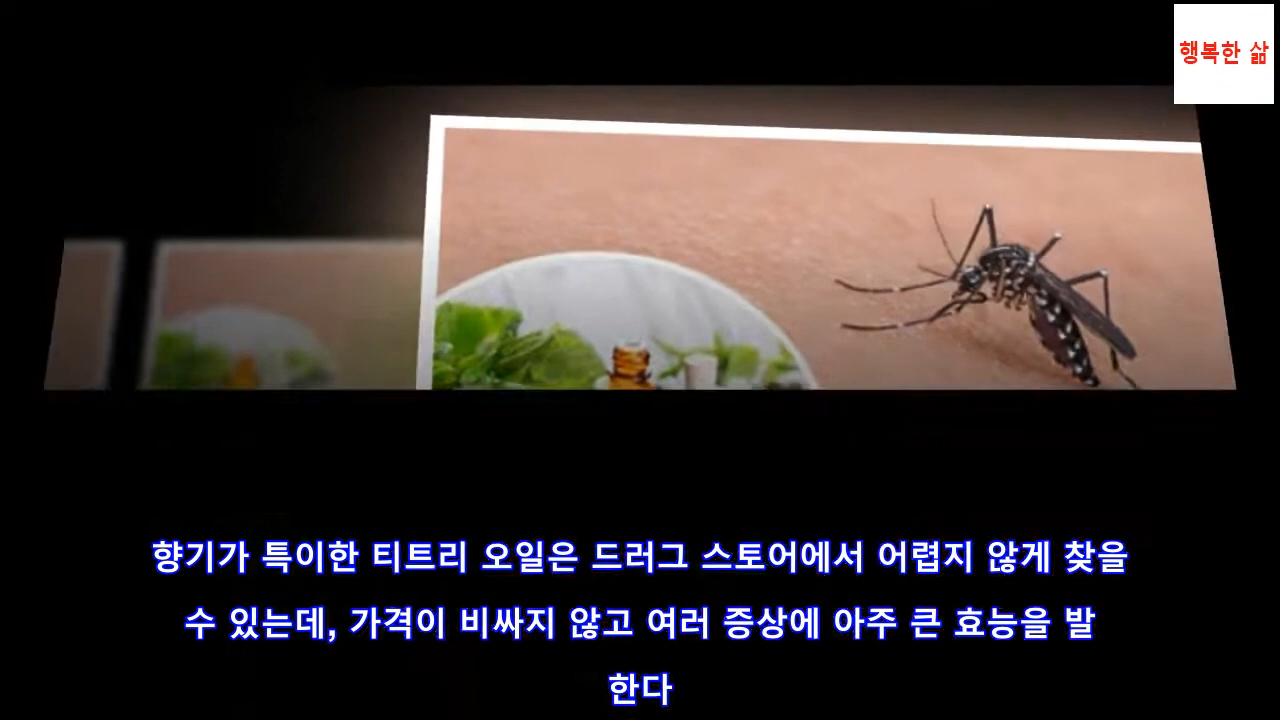 행복한 삶
향기가 특이한 티트리 오일은 드러그 스토어에서 어렵지 않게 찾을
수 있는데, 가격이 비싸지 않고 여러 증상에 아주 큰 효능을 발
한다